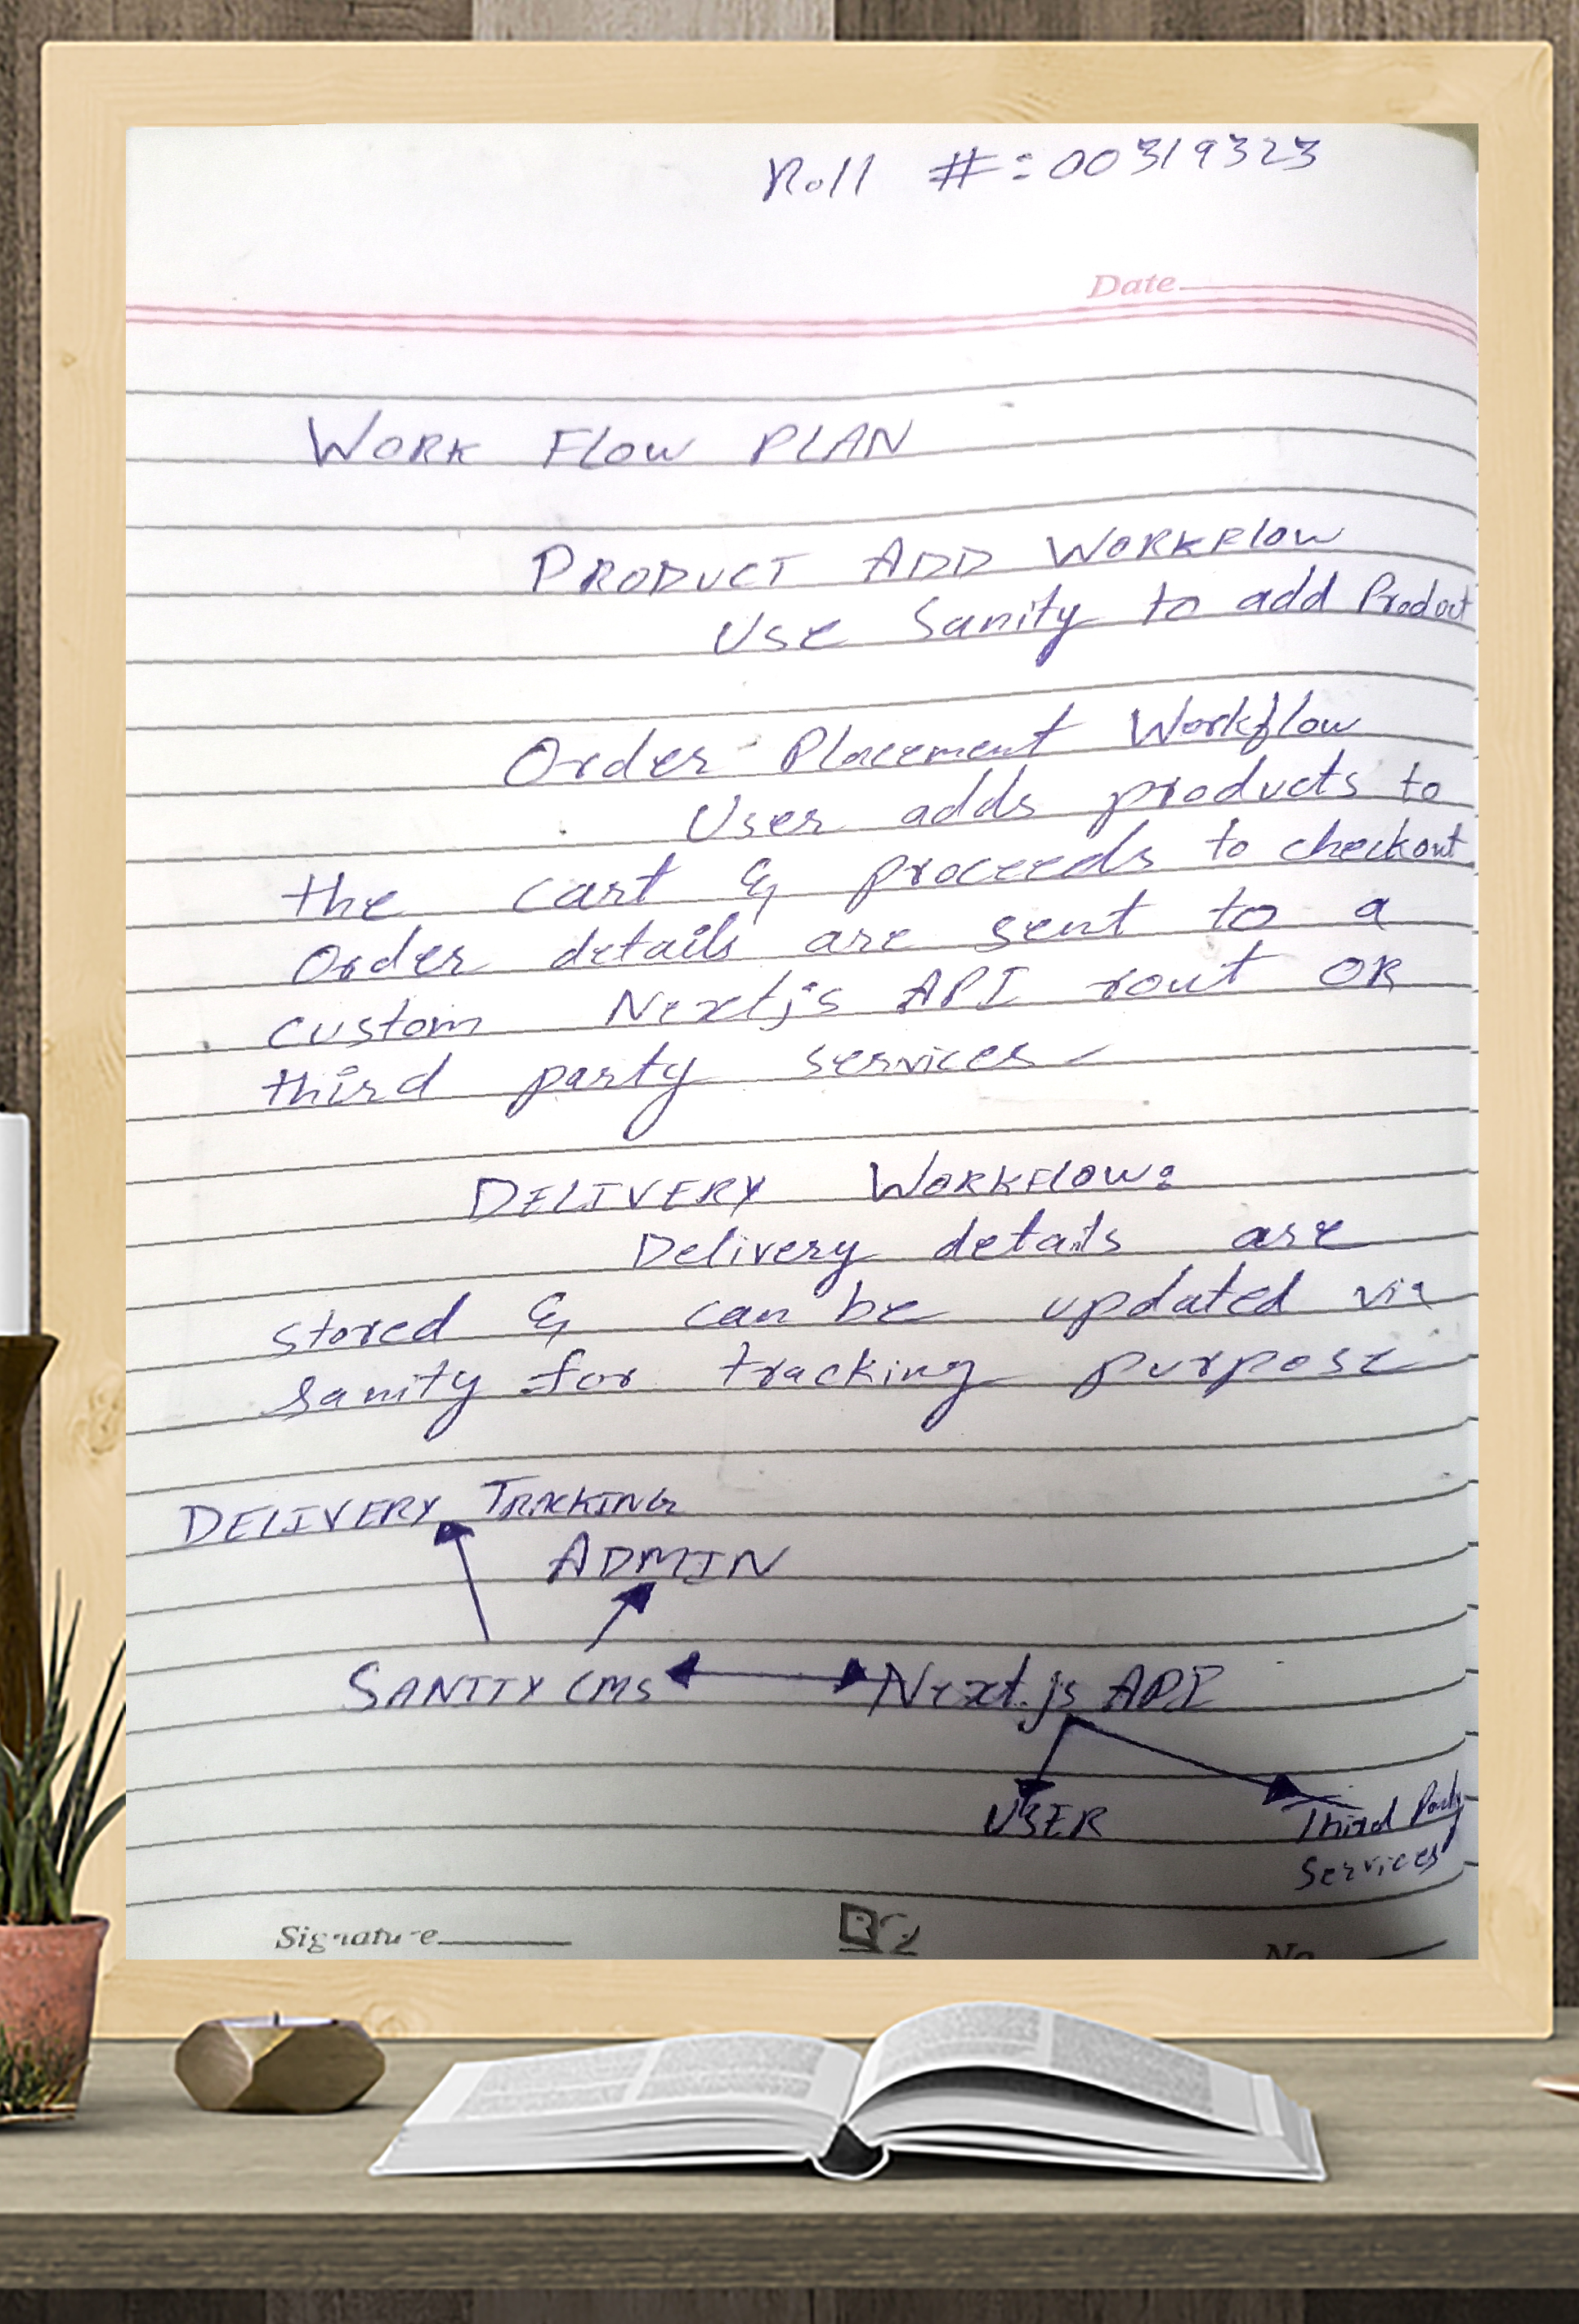 Roll #:00319323
Date
WORK FLOW PLAN
PRODUCT ADD WORKFLOW
Use Sanity to add Product
Order Placement Workflow
User adds products to
the cart & proceeds to checkout
Order details are sent to a
custom Nextjs API rout OR
third party services
DELIVERY WORKFLOW:
Delivery details are
stored & can be updated via
sanity for tracking purpose
DELIVERY TRACKING
ADMIN
SANITY CMS Next.js API
USER Third Party
Services
Signature No